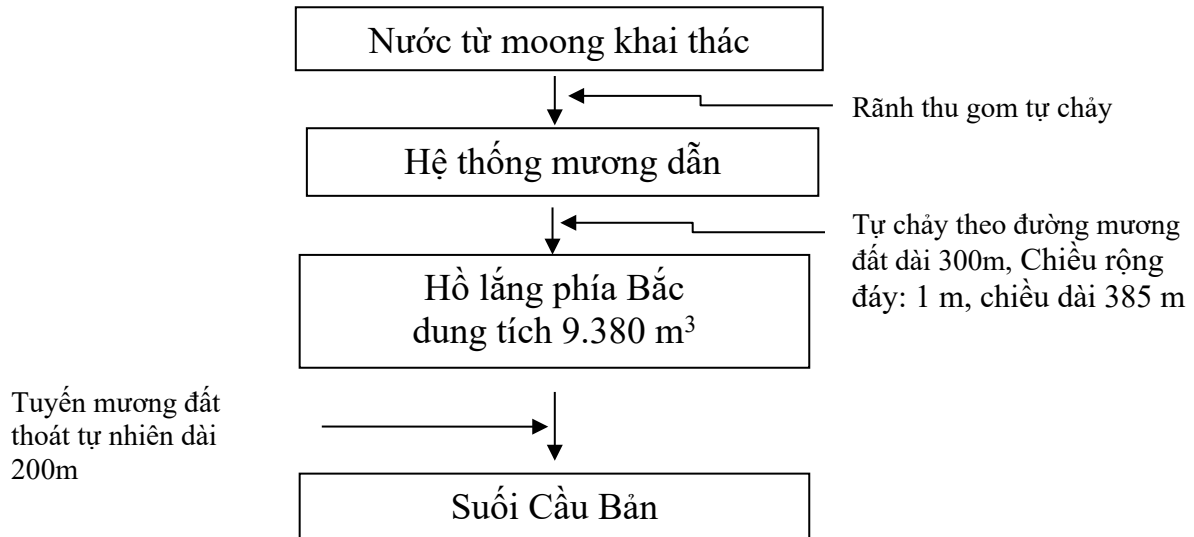 Nước từ moong khai thác
Rãnh thu gom tự chảy
Hệ thống mương dẫn
Tự chảy theo đường mương
đất dài 300m, Chiều rộng
đáy: 1 m, chiều dài 385 m
Hồ lắng phía Bắc
dung tích 9.380 m³
Tuyến mương đất
thoát tự nhiên dài
200m
Suối Cầu Bản